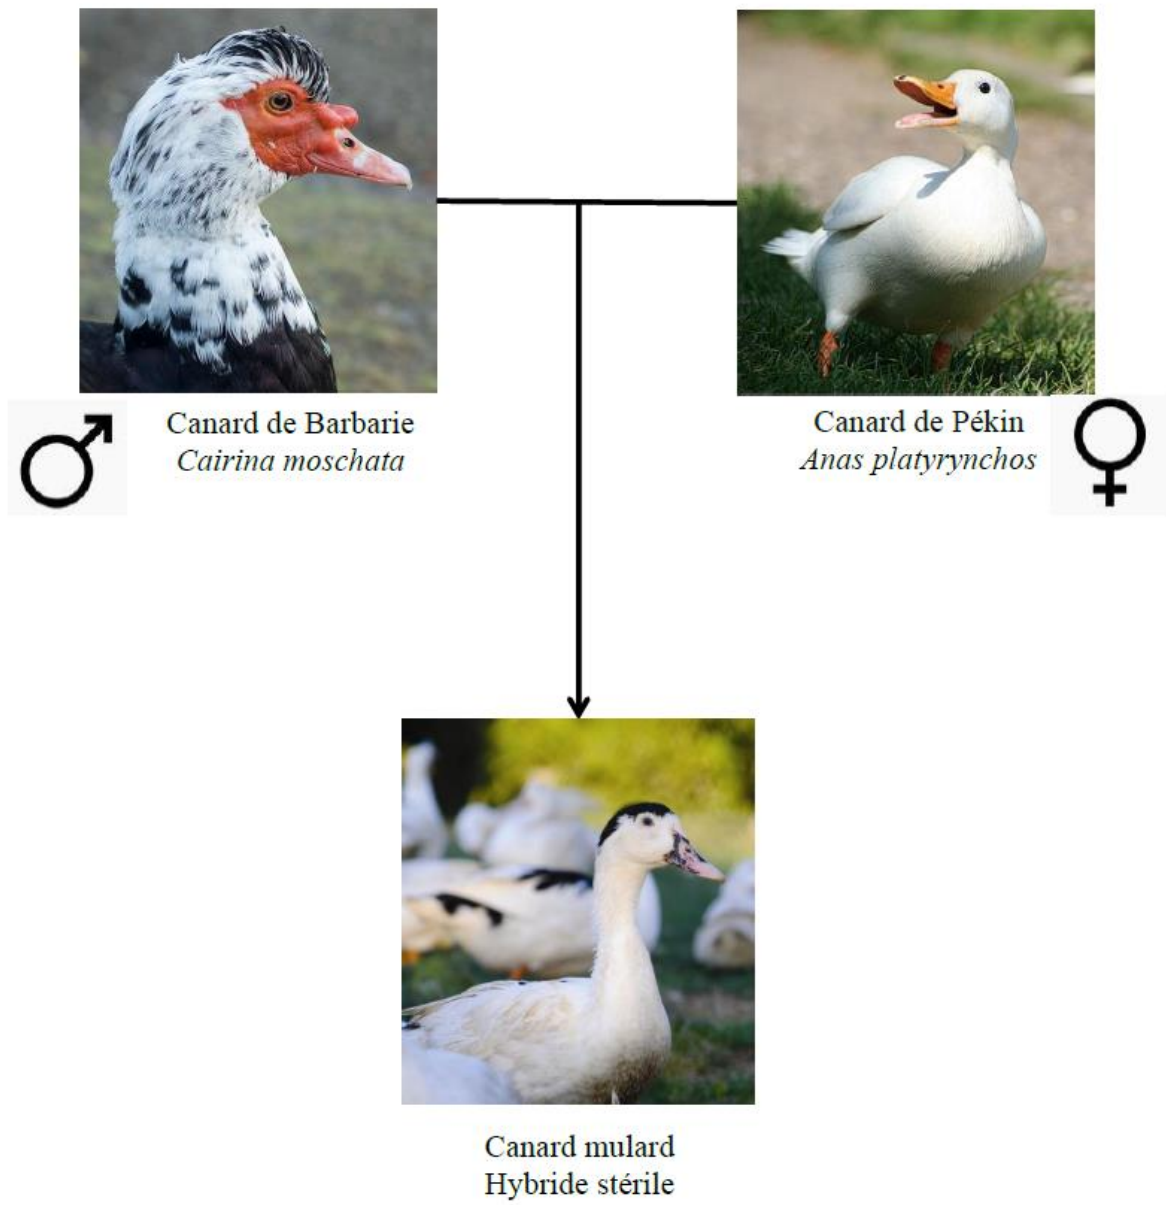 Canard de Barbarie
Cairina moschata
Canard de Pékin
Anas platyrynchos
Canard mulard
Hybride stérile